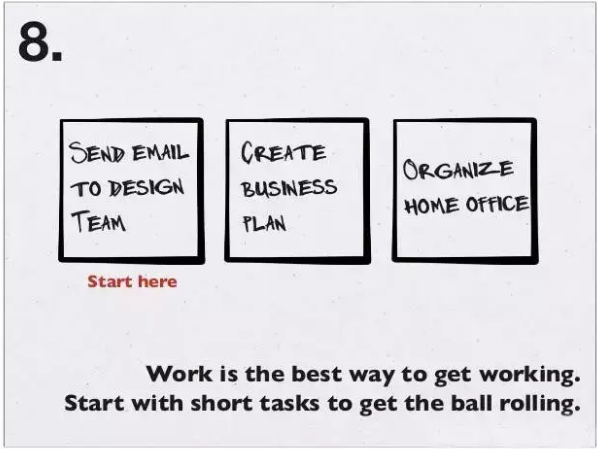 8.
SEND EMAIL
TO DESIGN
TEAM
CREATE
BUSINESS
PLAN
ORGANIZE
HOME OFFICE
Start here
Work is the best way to get working.
Start with short tasks to get the ball rolling.